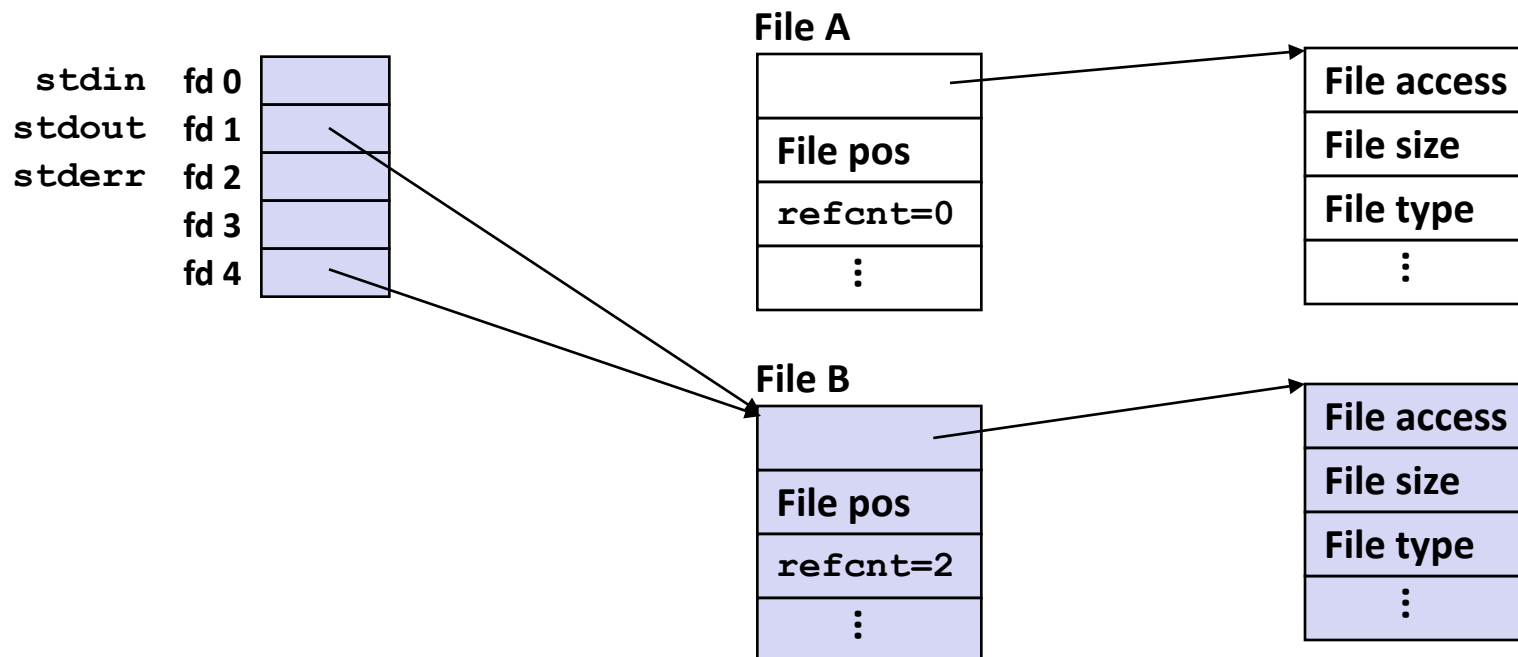 stdin fd 0
stdout fd 1
stderr fd 2
fd 3
fd 4
File A
File pos
refcnt=0
⋮
File access
File size
File type
⋮
File B
File pos
refcnt=2
⋮
File access
File size
File type
⋮